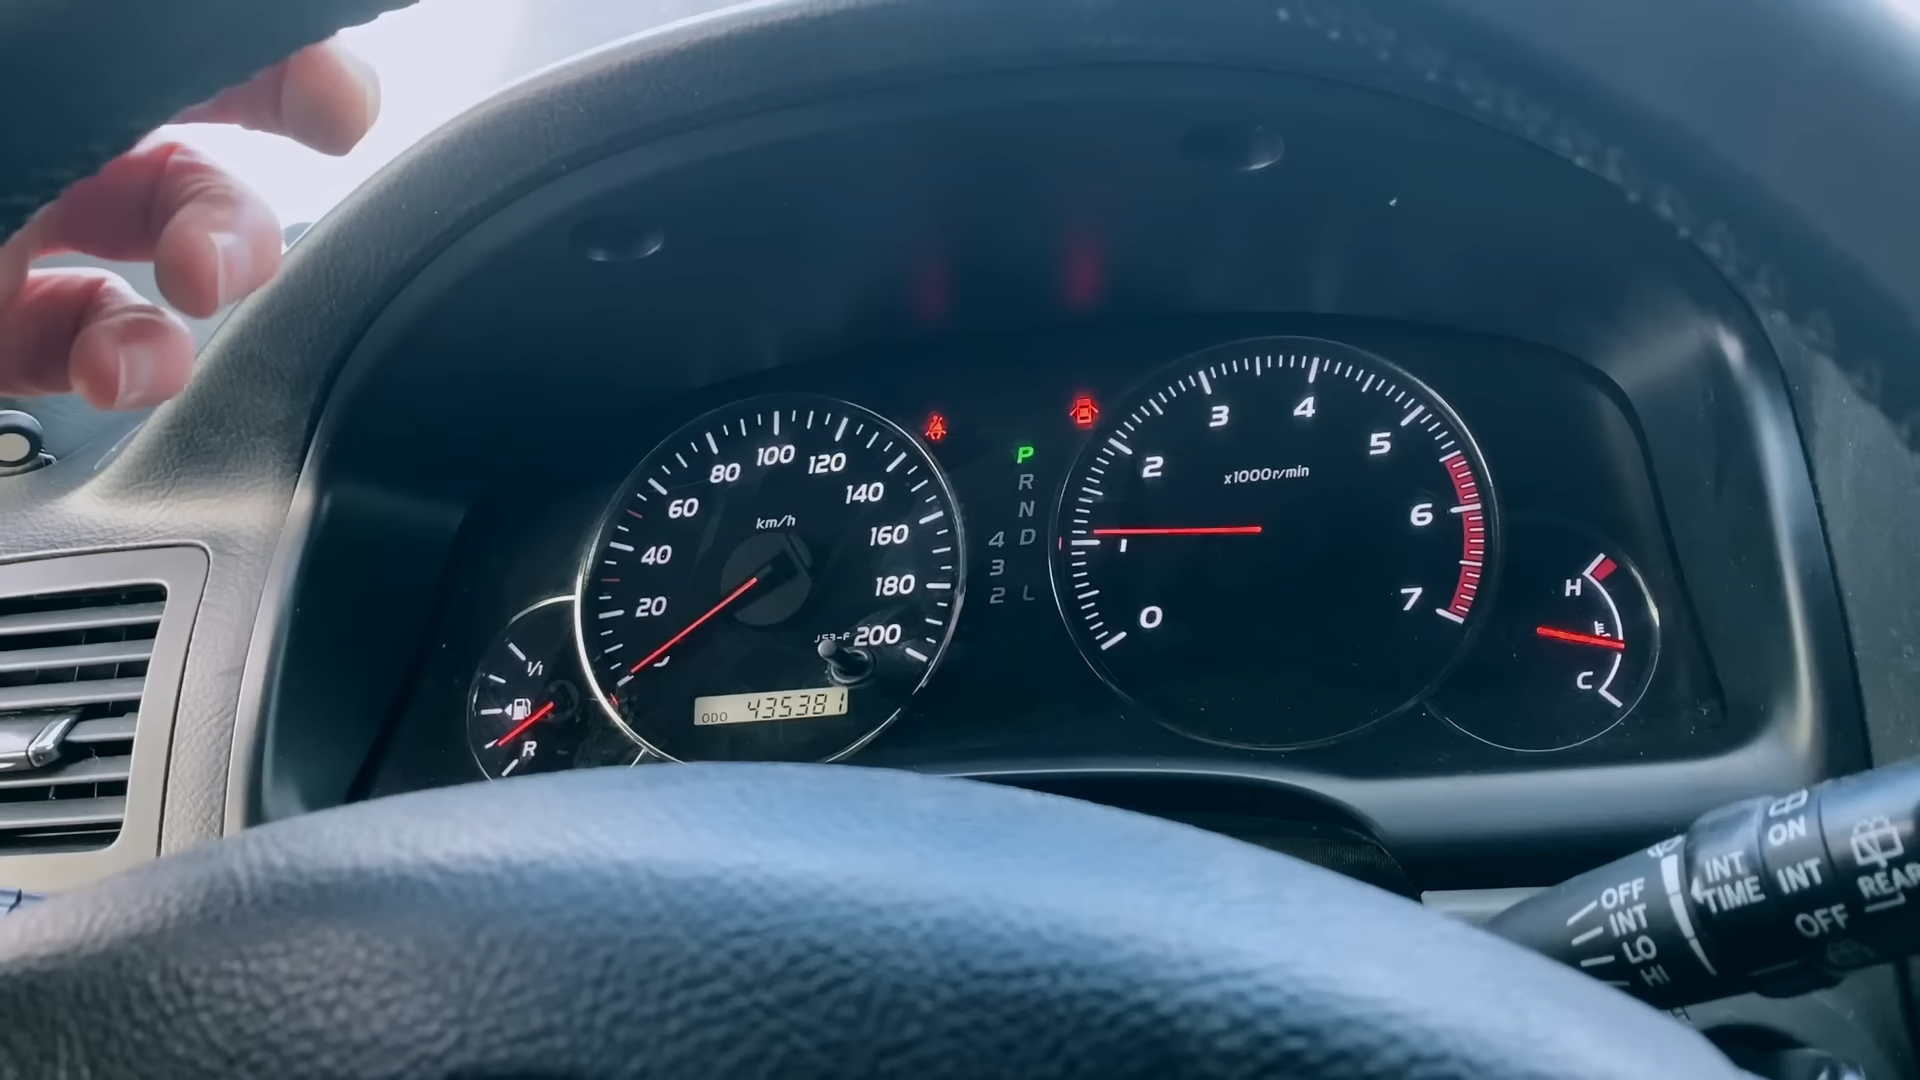 20
40
60
80
100
120
140
160
180
200
km/h
ODO 435381
1/1
R
P
R
N
4 D
3
2 L
0
1
2
3
4
5
6
7
x1000r/min
H
C
OFF
INT
LO
HI
INT
TIME
ON
INT
OFF
REAR